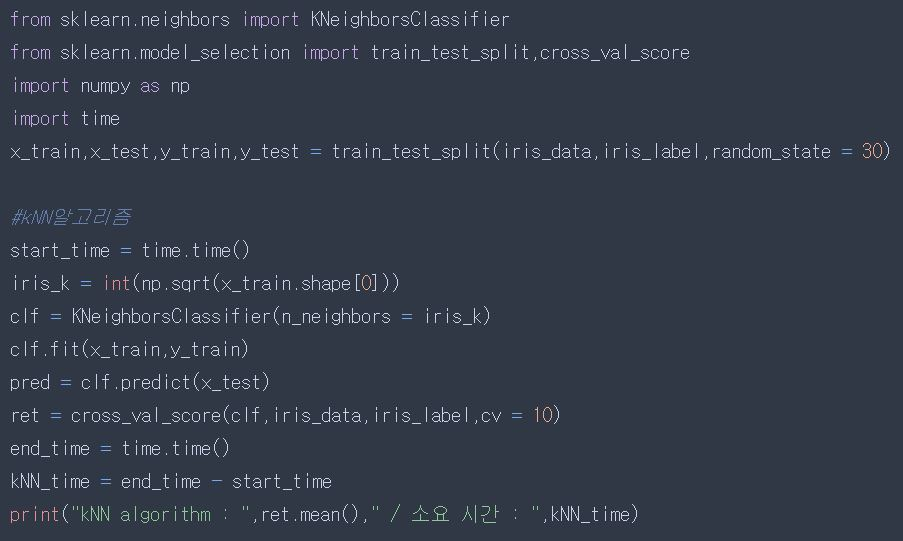 from sklearn.neighbors import KNeighborsClassifier
from sklearn.model_selection import train_test_split,cross_val_score
import numpy as np
import time
x_train,x_test,y_train,y_test = train_test_split(iris_data,iris_label,random_state = 30)
#kNN알고리즘
start_time = time.time()
iris_k = int(np.sqrt(x_train.shape[0]))
clf = KNeighborsClassifier(n_neighbors = iris_k)
clf.fit(x_train,y_train)
pred = clf.predict(x_test)
ret = cross_val_score(clf,iris_data,iris_label,cv = 10)
end_time = time.time()
kNN_time = end_time - start_time
print("kNN algorithm : ",ret.mean()," / 소요 시간 : ",kNN_time)